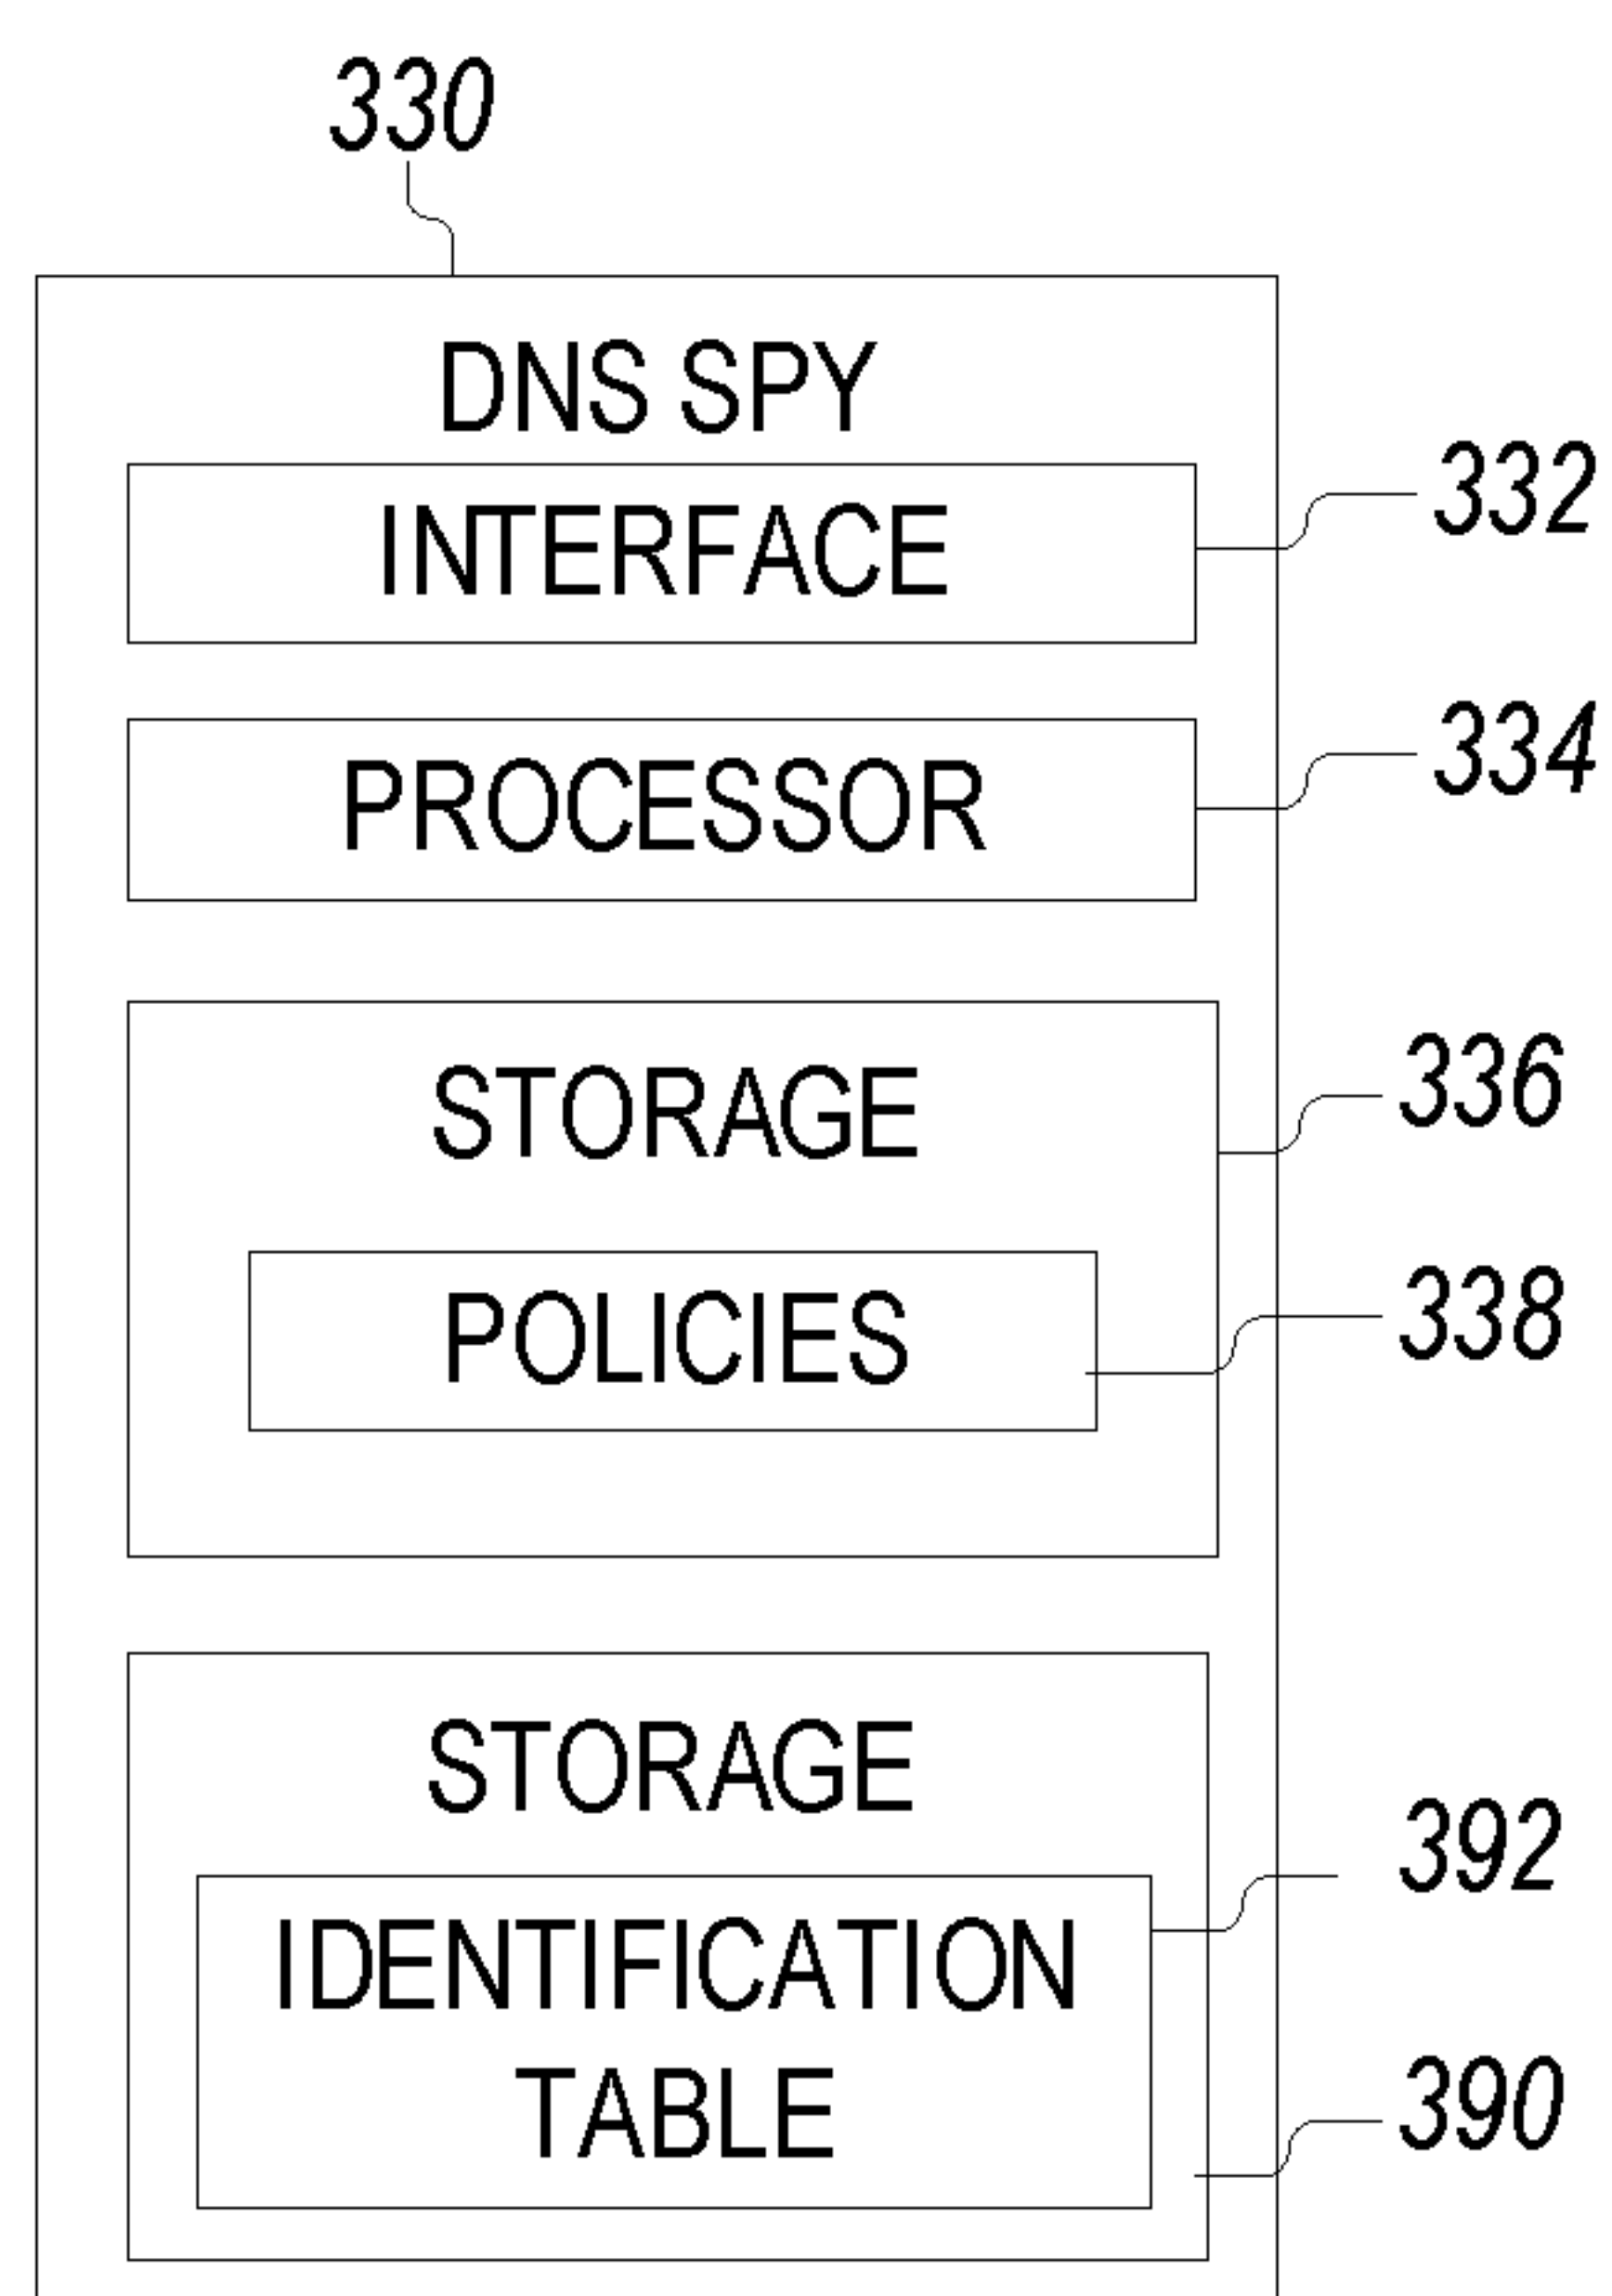 330
DNS SPY
INTERFACE
332
PROCESSOR
334
STORAGE
336
POLICIES
338
STORAGE
392
IDENTIFICATION
TABLE
390